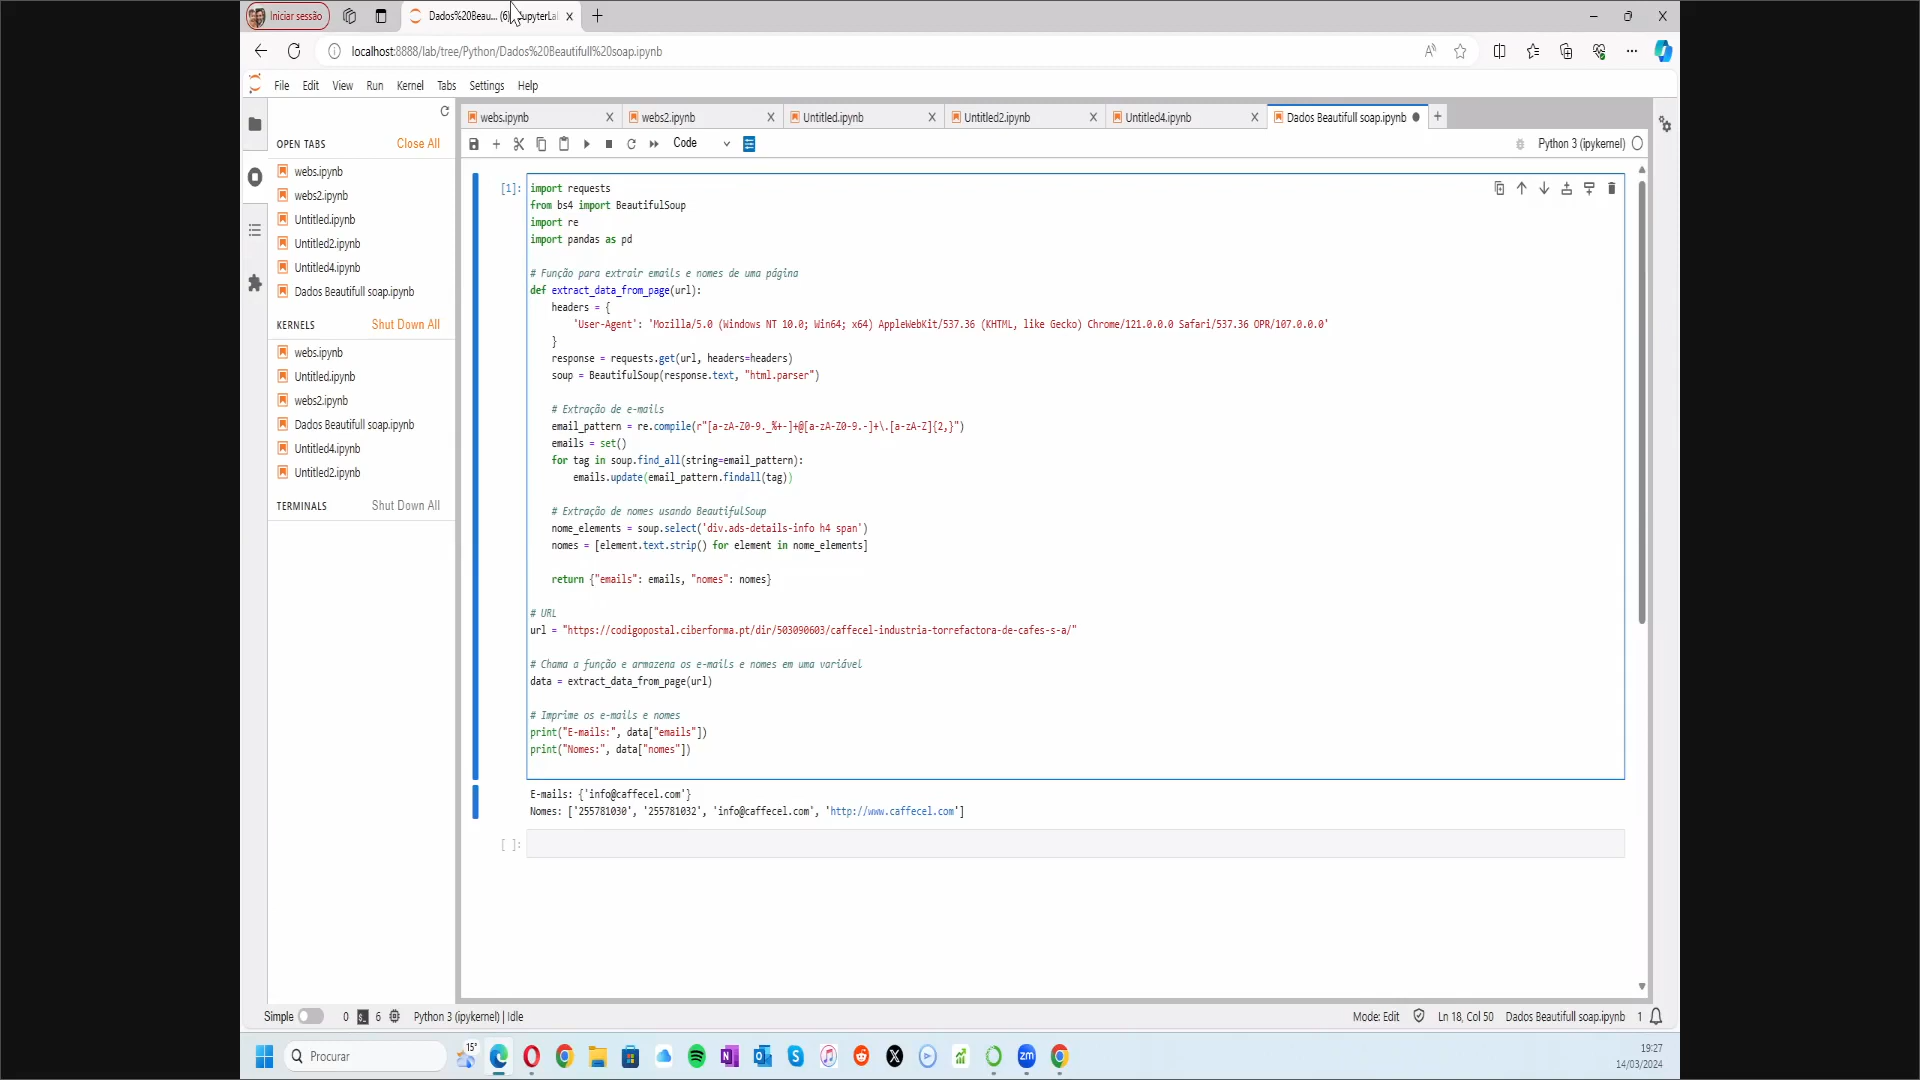 Iniciar sessão
Dados%20Beau... (6)
localhost:8888/lab/tree/Python/Dados%20Beautifull%20soap.ipynb
File Edit View Run Kernel Tabs Settings Help
OPEN TABS Close All
webs.ipynb
webs2.ipynb
Untitled.ipynb
Untitled2.ipynb
Untitled4.ipynb
Dados Beautifull soap.ipynb
KERNELS Shut Down All
webs.ipynb
Untitled.ipynb
webs2.ipynb
Dados Beautifull soap.ipynb
Untitled4.ipynb
Untitled2.ipynb
TERMINALS Shut Down All
webs.ipynb webs2.ipynb Untitled.ipynb Untitled2.ipynb Untitled4.ipynb Dados Beautifull soap.ipynb
Code Python 3 (ipykernel)
[1]: import requests
from bs4 import BeautifulSoup
import re
import pandas as pd
# Função para extrair emails e nomes de uma página
def extract_data_from_page(url):
headers = {
'User-Agent': 'Mozilla/5.0 (Windows NT 10.0; Win64; x64) AppleWebKit/537.36 (KHTML, like Gecko) Chrome/121.0.0.0 Safari/537.36 OPR/107.0.0.0'
}
response = requests.get(url, headers=headers)
soup = BeautifulSoup(response.text, "html.parser")
# Extração de e-mails
email_pattern = re.compile(r"[a-zA-Z0-9._%+-]+@[a-zA-Z0-9.-]+\.[a-zA-Z]{2,}")
emails = set()
for tag in soup.find_all(string=email_pattern):
emails.update(email_pattern.findall(tag))
# Extração de nomes usando BeautifulSoup
nome_elements = soup.select('div.ads-details-info h4 span')
nomes = [element.text.strip() for element in nome_elements]
return {"emails": emails, "nomes": nomes}
# URL
url = "https://codigopostal.ciberforma.pt/dir/503090603/caffecel-industria-torrefactora-de-cafes-s-a/"
# Chama a função e armazena os e-mails e nomes em uma variável
data = extract_data_from_page(url)
# Imprime os e-mails e nomes
print("E-mails:", data["emails"])
print("Nomes:", data["nomes"])
E-mails: {'info@caffecel.com'}
Nomes: ['255781030', '255781032', 'info@caffecel.com', 'http://www.caffecel.com']
[ ]:
Simple 0 6 Python 3 (ipykernel) | Idle Mode: Edit Ln 18, Col 50 Dados Beautifull soap.ipynb 1
Procurar 15° 19:27
14/03/2024